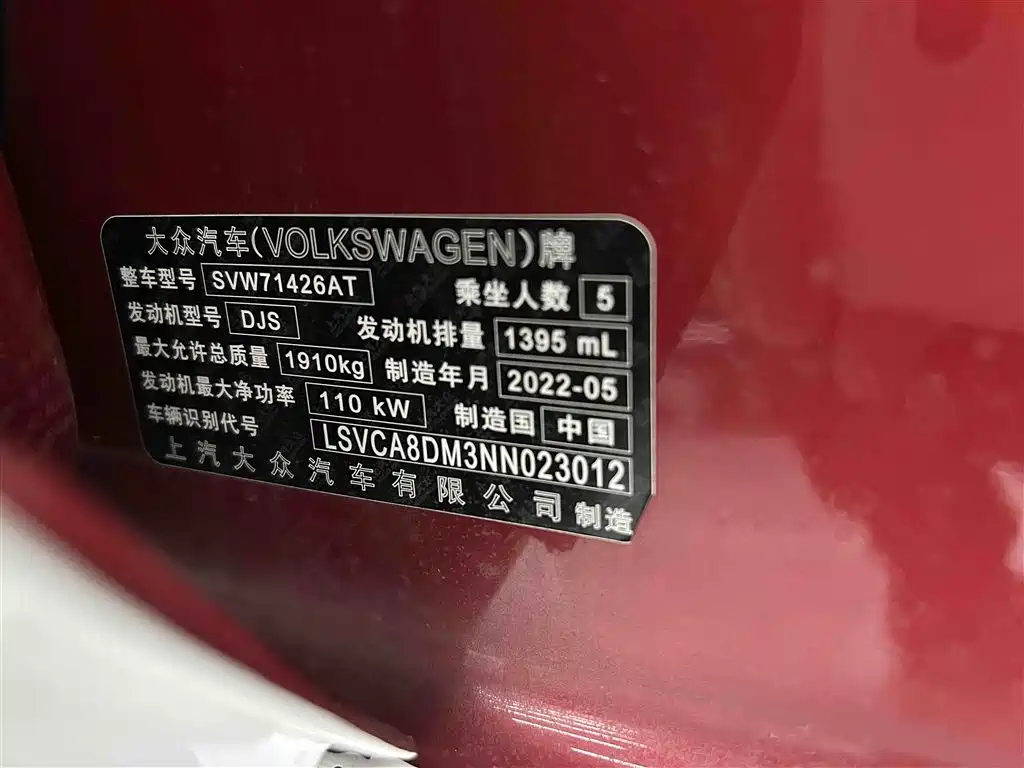 大众汽车(VOLKSWAGEN)牌
整车型号 SVW71426AT 乘坐人数 5
发动机型号 DJS 发动机排量 1395 mL
最大允许总质量 1910kg 制造年月 2022-05
发动机最大净功率 110 kW 制造国 中国
车辆识别代号 LSVCA8DM3NN023012
上汽大众汽车有限公司 制造